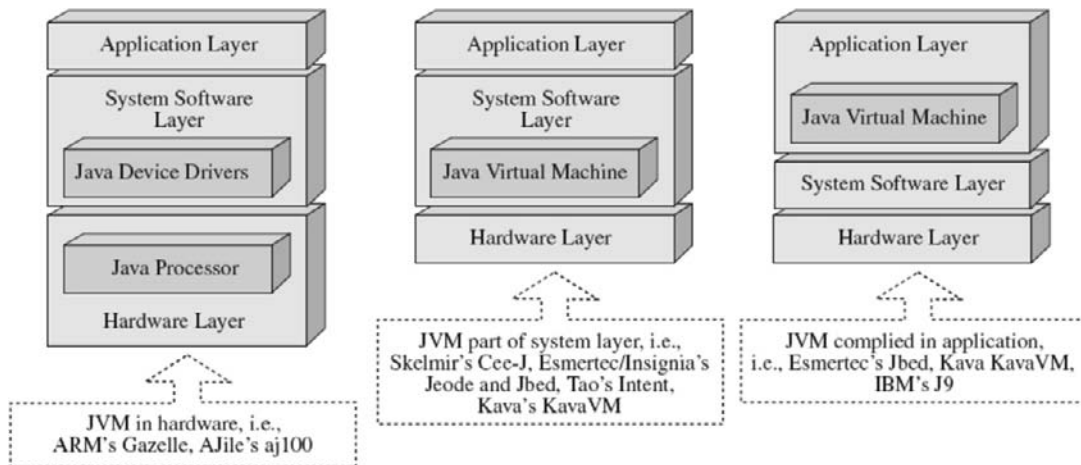 Application Layer
System Software
Layer
Java Device Drivers
Java Processor
Hardware Layer
JVM in hardware, i.e.,
ARM's Gazelle, AJile's aj100
Application Layer
System Software
Layer
Java Virtual Machine
Hardware Layer
JVM part of system layer, i.e.,
Skelmir's Cee-J, Esmertec/Insignia's
Jeode and Jbed, Tao's Intent,
Kava's KavaVM
Application Layer
Java Virtual Machine
System Software Layer
Hardware Layer
JVM complied in application,
i.e., Esmertec's Jbed, Kava KavaVM,
IBM's J9